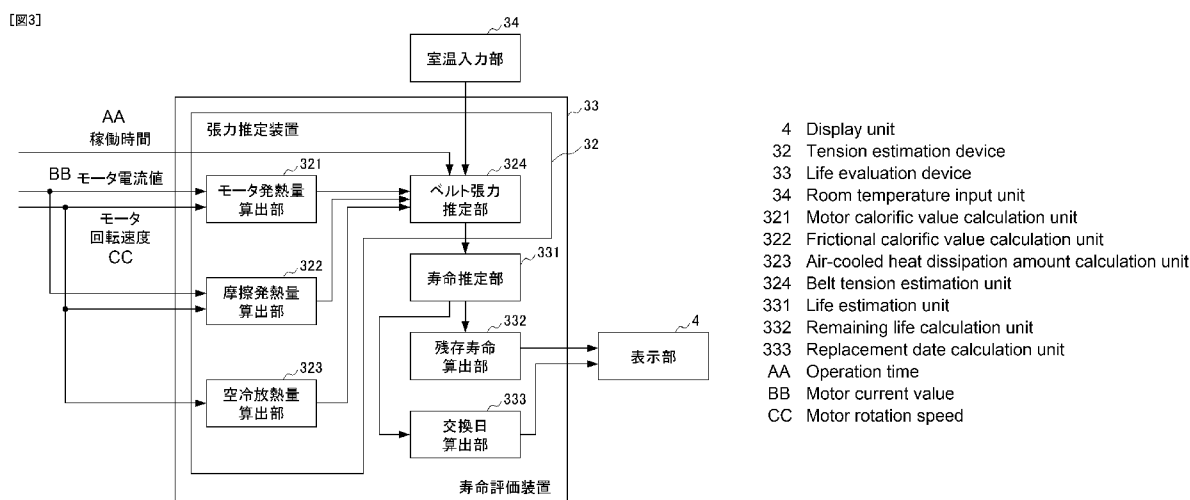 [図3]
34
室温入力部
33
AA
稼働時間
張力推定装置
32
321
324
BB モータ電流値
モータ発熱量
算出部
ベルト張力
推定部
モータ
回転速度
CC
322
331
摩擦発熱量
算出部
寿命推定部
332
4
残存寿命
算出部
表示部
323
333
空冷放熱量
算出部
交換日
算出部
寿命評価装置
4 Display unit
32 Tension estimation device
33 Life evaluation device
34 Room temperature input unit
321 Motor calorific value calculation unit
322 Frictional calorific value calculation unit
323 Air-cooled heat dissipation amount calculation unit
324 Belt tension estimation unit
331 Life estimation unit
332 Remaining life calculation unit
333 Replacement date calculation unit
AA Operation time
BB Motor current value
CC Motor rotation speed